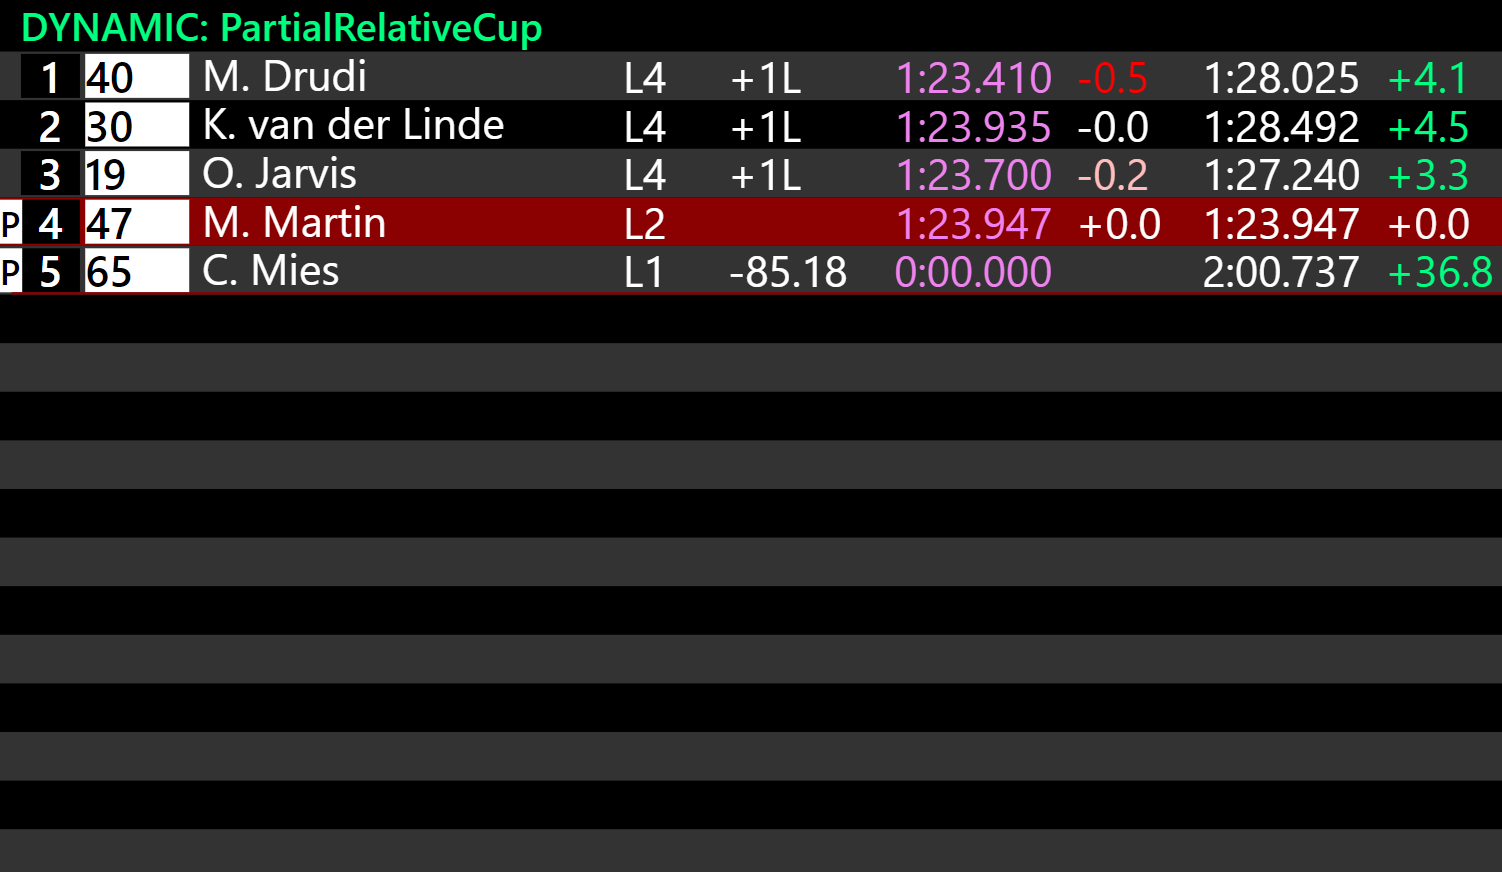 DYNAMIC: PartialRelativeCup
1 40 M. Drudi L4 +1L 1:23.410 -0.5 1:28.025 +4.1
2 30 K. van der Linde L4 +1L 1:23.935 -0.0 1:28.492 +4.5
3 19 O. Jarvis L4 +1L 1:23.700 -0.2 1:27.240 +3.3
P 4 47 M. Martin L2 1:23.947 +0.0 1:23.947 +0.0
P 5 65 C. Mies L1 -85.18 0:00.000 2:00.737 +36.8